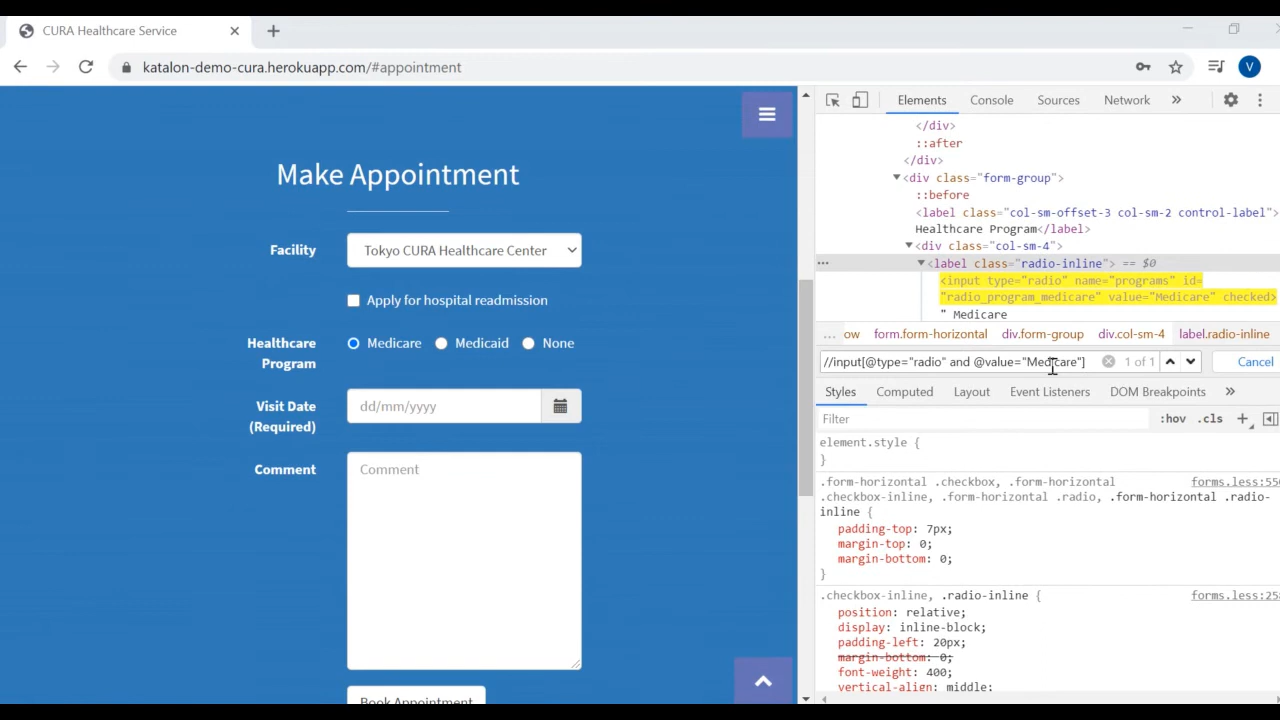 CURA Healthcare Service
katalon-demo-cura.herokuapp.com/#appointment
V
Make Appointment
Facility
Tokyo CURA Healthcare Center
Apply for hospital readmission
Healthcare Program
Medicare
Medicaid
None
Visit Date (Required)
dd/mm/yyyy
Comment
Comment
Book Appointment
Elements Console Sources Network »
</div>
::after
</div>
<div class="form-group">
::before
<label class="col-sm-offset-3 col-sm-2 control-label">
Healthcare Program</label>
<div class="col-sm-4">
... <label class="radio-inline"> == $0
<input type="radio" name="programs" id=
"radio_program_medicare" value="Medicare" checked>
" Medicare
... ow form.form-horizontal div.form-group div.col-sm-4 label.radio-inline
//input[@type="radio" and @value="Medicare"] 1 of 1 Cancel
Styles Computed Layout Event Listeners DOM Breakpoints »
Filter :hov .cls +
element.style {
}
.form-horizontal .checkbox, .form-horizontal forms.less:550
.checkbox-inline, .form-horizontal .radio, .form-horizontal .radio-
inline {
padding-top: 7px;
margin-top: 0;
margin-bottom: 0;
}
.checkbox-inline, .radio-inline { forms.less:25
position: relative;
display: inline-block;
padding-left: 20px;
margin-bottom: 0;
font-weight: 400;
vertical-align: middle;